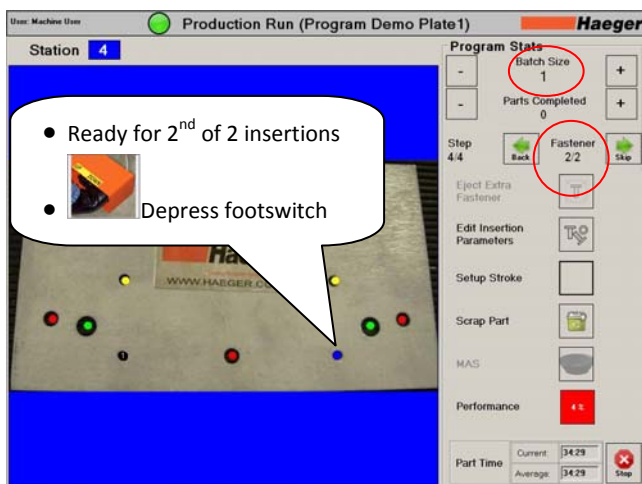 User: Machine User
Production Run (Program Demo Plate1)
Haeger
Station 4
Program Stats
Batch Size
- 1 +
Parts Completed
- 0 +
Step
4/4
Back
Fastener
2/2
Skip
Eject Extra
Fastener
Edit Insertion
Parameters
Setup Stroke
Scrap Part
MAS
Performance
4 %
Part Time
Current: 34:29
Average: 34:29
Stop
• Ready for 2nd of 2 insertions
• Depress footswitch
WWW.HAEGER.CO
1